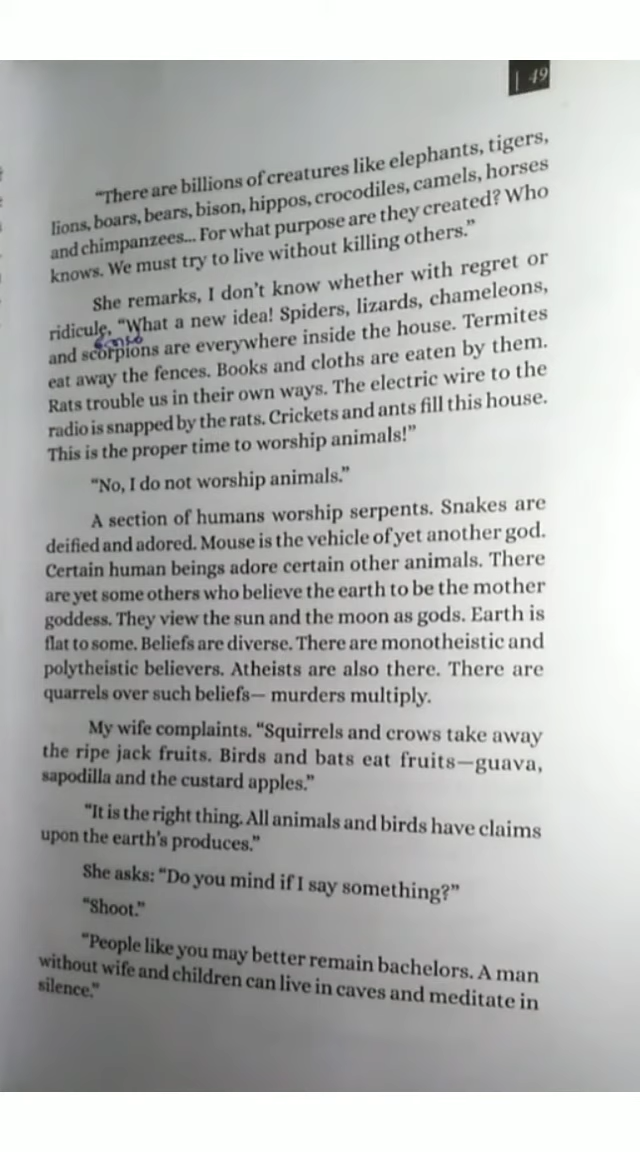 | 49
"There are billions of creatures like elephants, tigers,
lions, boars, bears, bison, hippos, crocodiles, camels, horses
and chimpanzees... For what purpose are they created? Who
knows. We must try to live without killing others."
She remarks, I don't know whether with regret or
ridicule, "What a new idea! Spiders, lizards, chameleons,
and scorpions are everywhere inside the house. Termites
eat away the fences. Books and cloths are eaten by them.
Rats trouble us in their own ways. The electric wire to the
radio is snapped by the rats. Crickets and ants fill this house.
This is the proper time to worship animals!"
"No, I do not worship animals."
A section of humans worship serpents. Snakes are
deified and adored. Mouse is the vehicle of yet another god.
Certain human beings adore certain other animals. There
are yet some others who believe the earth to be the mother
goddess. They view the sun and the moon as gods. Earth is
flat to some. Beliefs are diverse. There are monotheistic and
polytheistic believers. Atheists are also there. There are
quarrels over such beliefs— murders multiply.
My wife complaints. "Squirrels and crows take away
the ripe jack fruits. Birds and bats eat fruits—guava,
sapodilla and the custard apples."
"It is the right thing. All animals and birds have claims
upon the earth's produces."
She asks: "Do you mind if I say something?"
"Shoot."
"People like you may better remain bachelors. A man
without wife and children can live in caves and meditate in
silence."